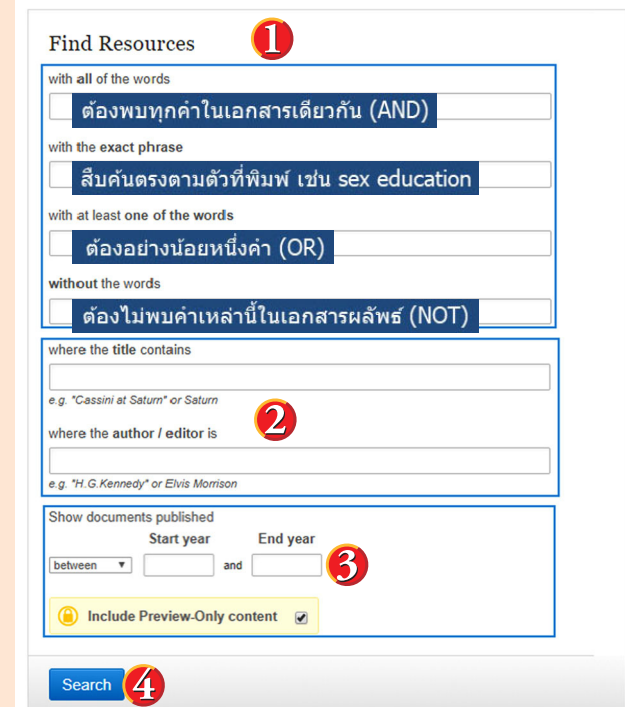 Find Resources
1
with all of the words
ต้องพบทุกคำในเอกสารเดียวกัน (AND)
with the exact phrase
สืบค้นตรงตามตัวที่พิมพ์ เช่น sex education
with at least one of the words
ต้องอย่างน้อยหนึ่งคำ (OR)
without the words
ต้องไม่พบคำเหล่านี้ในเอกสารผลัพธ์ (NOT)
where the title contains
e.g. "Cassini at Saturn" or Saturn
2
where the author / editor is
e.g. "H.G.Kennedy" or Elvis Morrison
Show documents published
Start year End year
between and
3
Include Preview-Only content
Search
4